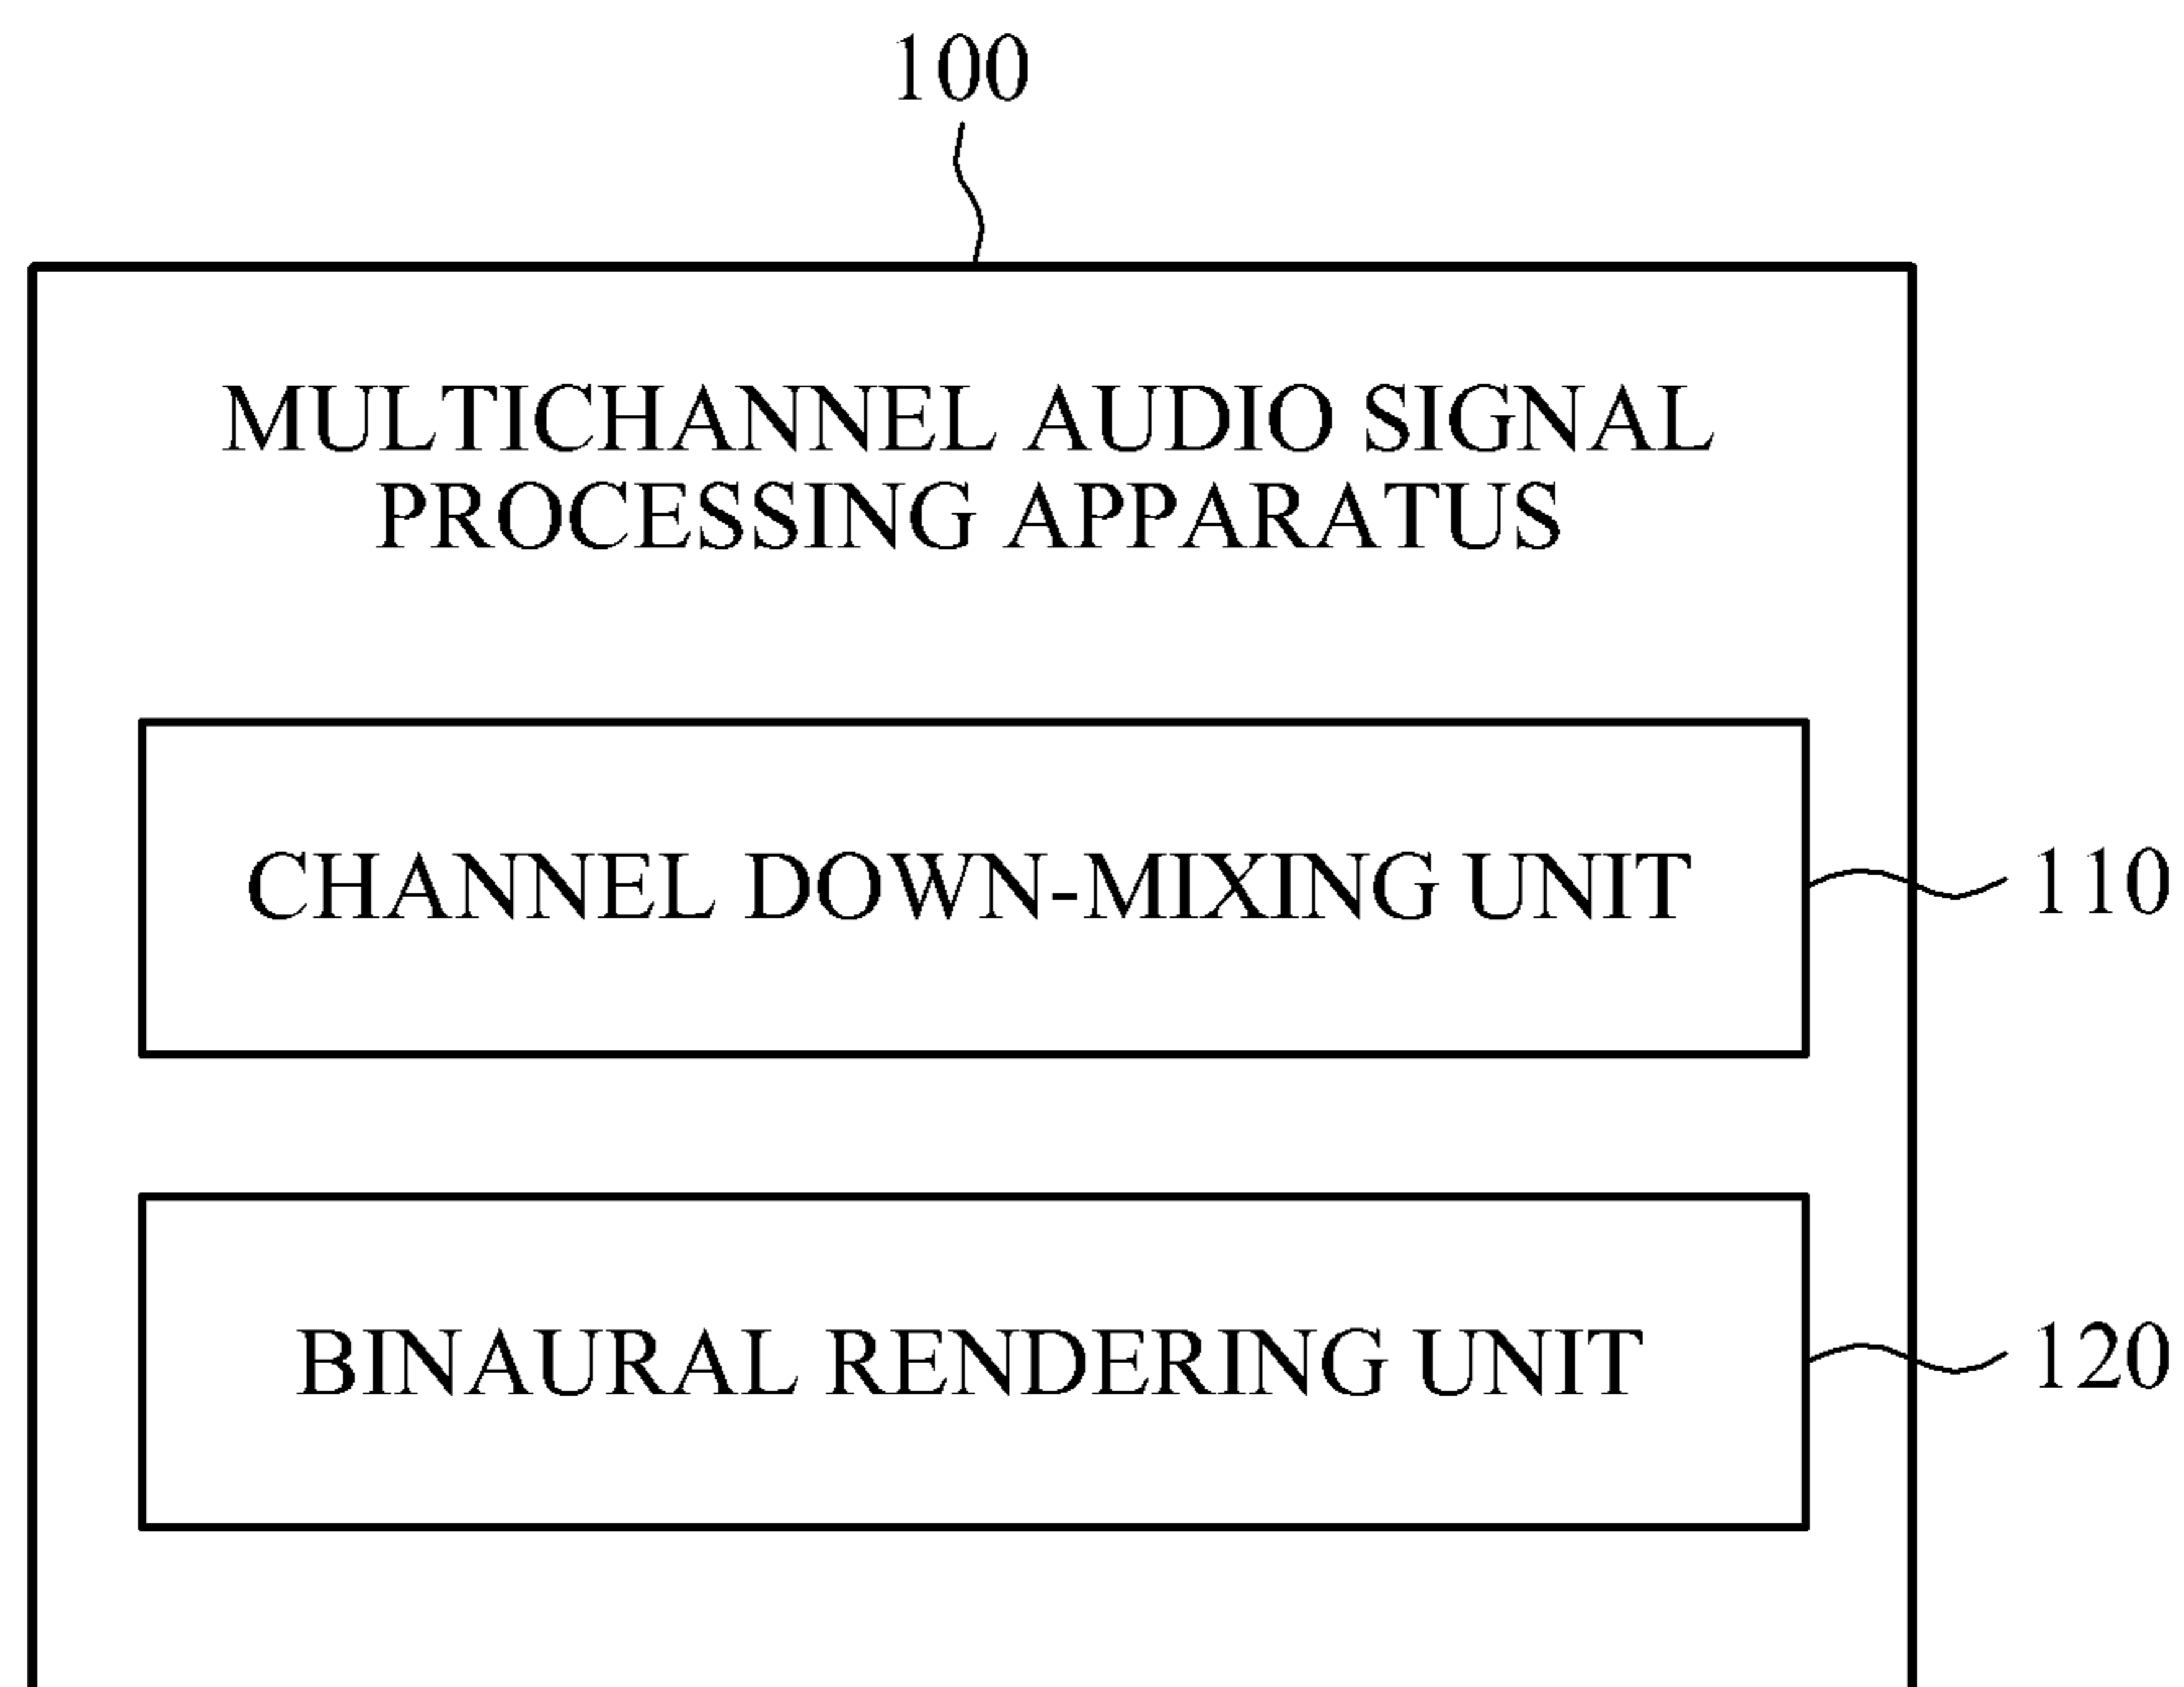 100
MULTICHANNEL AUDIO SIGNAL
PROCESSING APPARATUS
CHANNEL DOWN-MIXING UNIT
110
BINAURAL RENDERING UNIT
120